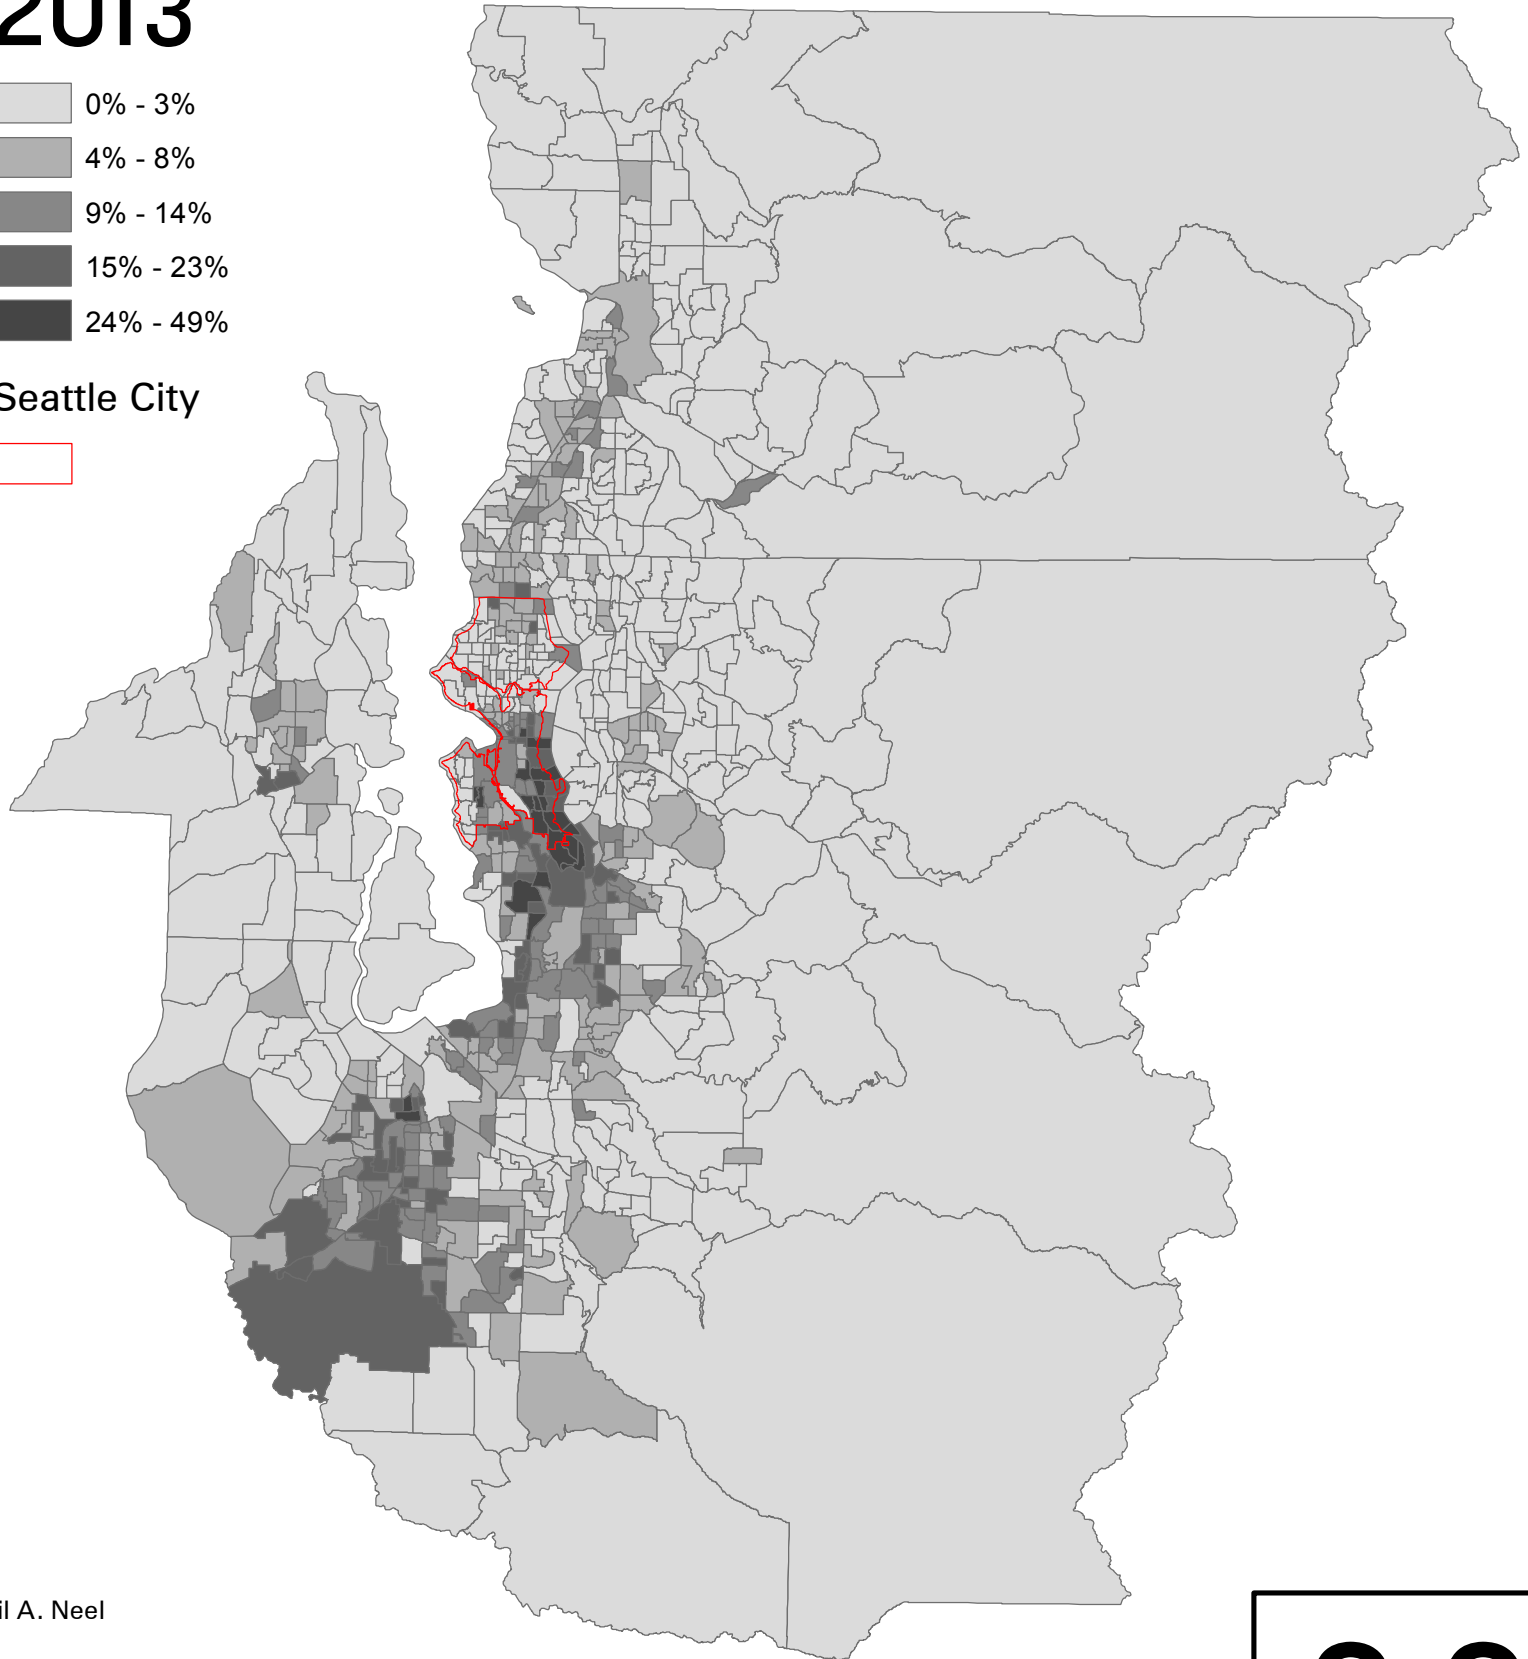 2013
0% - 3%
4% - 8%
9% - 14%
15% - 23%
24% - 49%
Seattle City
il A. Neel